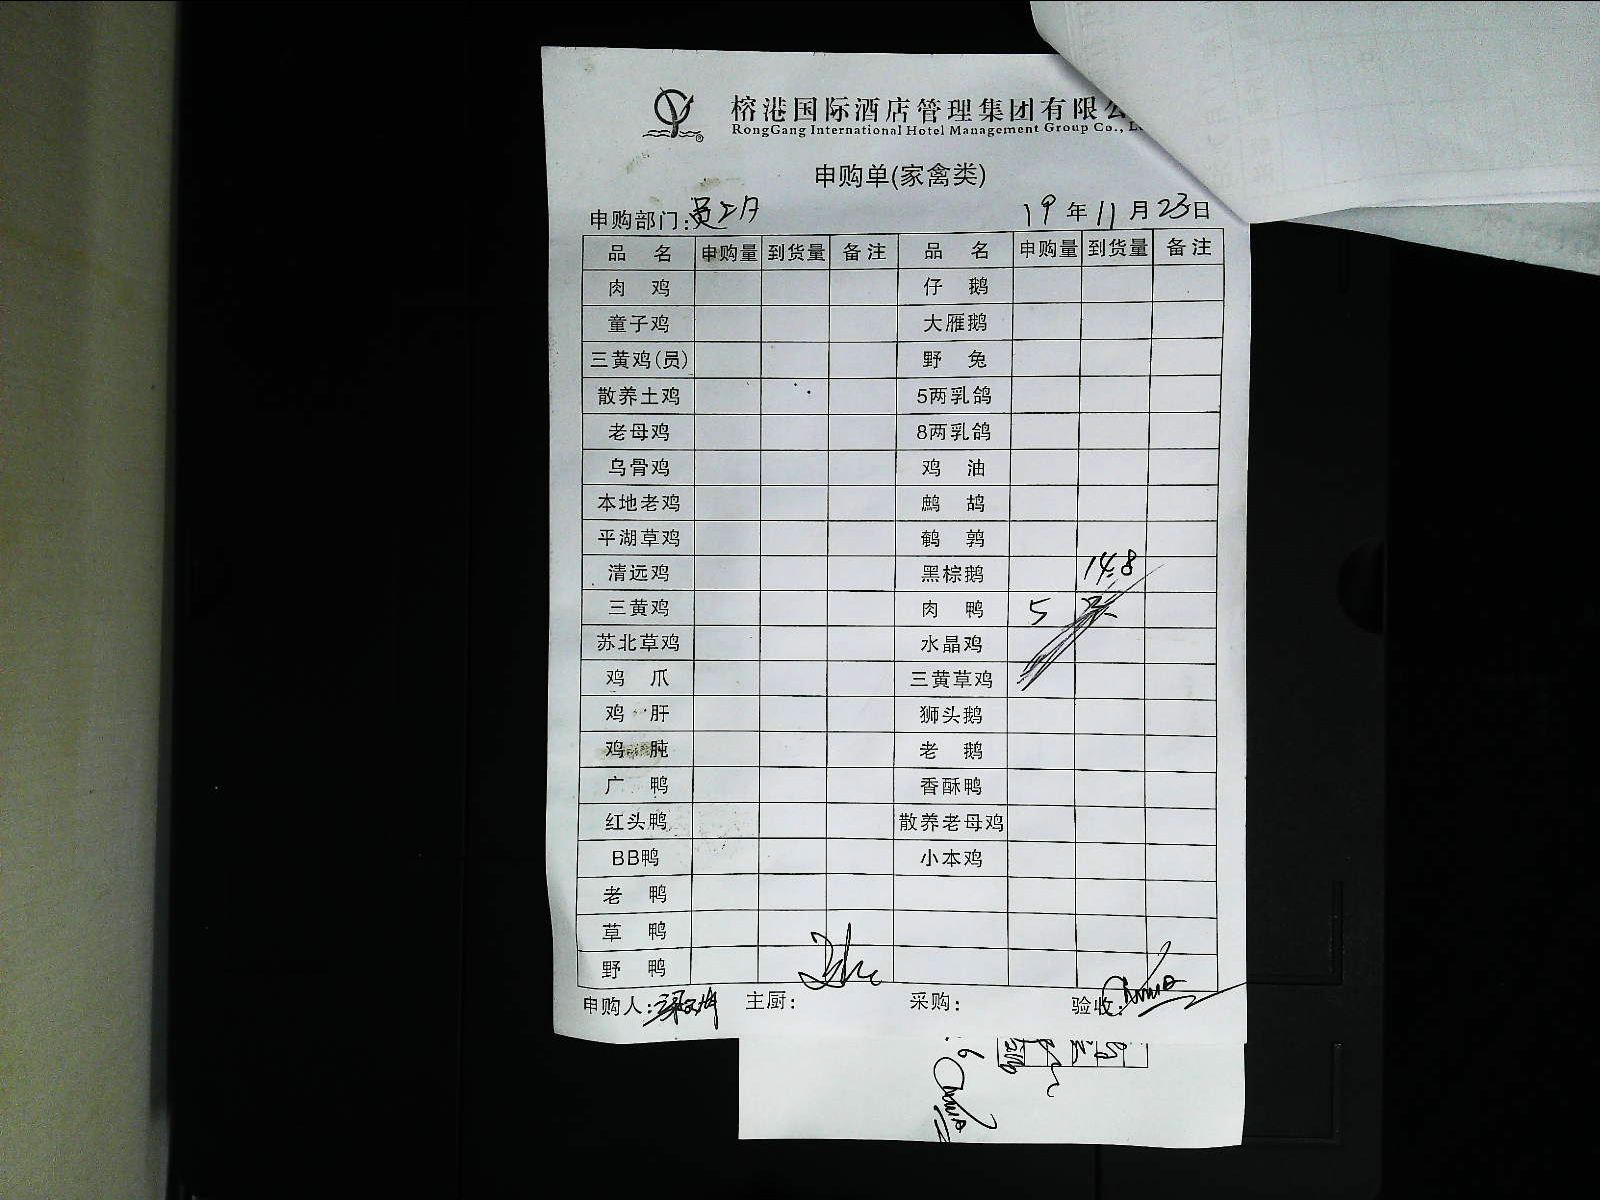 榕港国际酒店管理集团有限
RongGang International Hotel Management Group Co.,
申购单(家禽类)
申购部门: 19年11月23日
品名 申购量 到货量 备注 品名 申购量 到货量 备注
肉鸡 仔鹅
童子鸡 大雁鹅
三黄鸡(员) 野兔
散养土鸡 5两乳鸽
老母鸡 8两乳鸽
乌骨鸡 鸡油
本地老鸡 鹧鸪
平湖草鸡 鹌鹑
清远鸡 黑棕鹅 14.8
三黄鸡 肉鸭 5
苏北草鸡 水晶鸡
鸡爪 三黄草鸡
鸡肝 狮头鹅
鸡肫 老鹅
广鸭 香酥鸭
红头鸭 散养老母鸡
BB鸭 小本鸡
老鸭
草鸭
野鸭
申购人: 主厨: 采购: 验收: